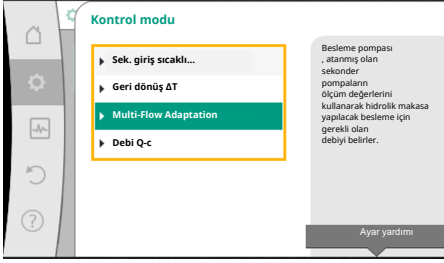 Kontrol modu
Sek. giriş sıcaklı...
Geri dönüş ΔT
Multi-Flow Adaptation
Debi Q-c
Besleme pompası
, atanmış olan
sekonder
pompaların
ölçüm değerlerini
kullanarak hidrolik makasa
yapılacak besleme için
gerekli olan
debiyi belirler.
Ayar yardımı